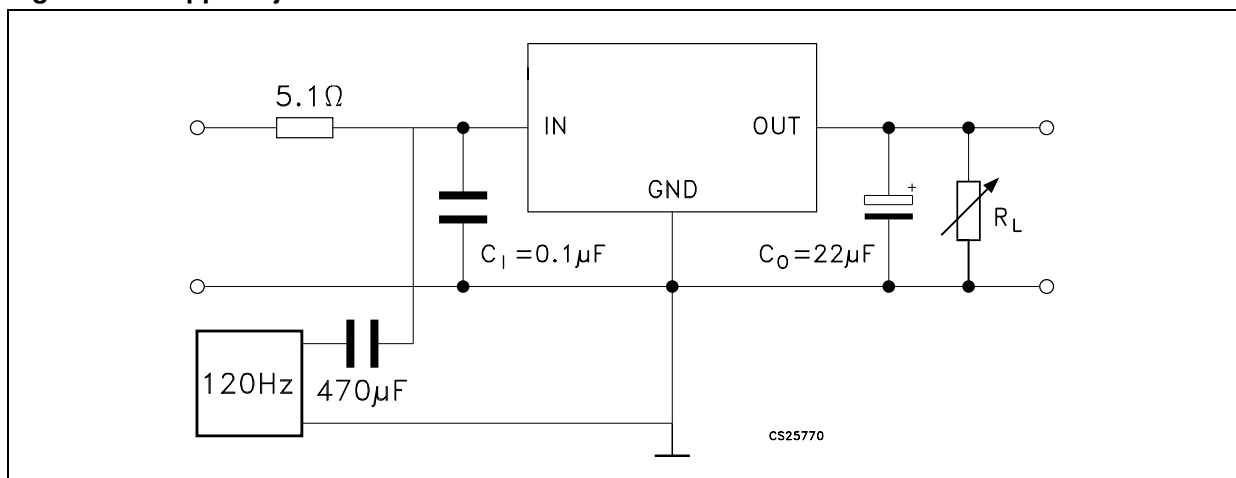 5.1Ω
IN
OUT
GND
+
R_L
C_I =0.1µF
C_O=22µF
120Hz
470µF
CS25770